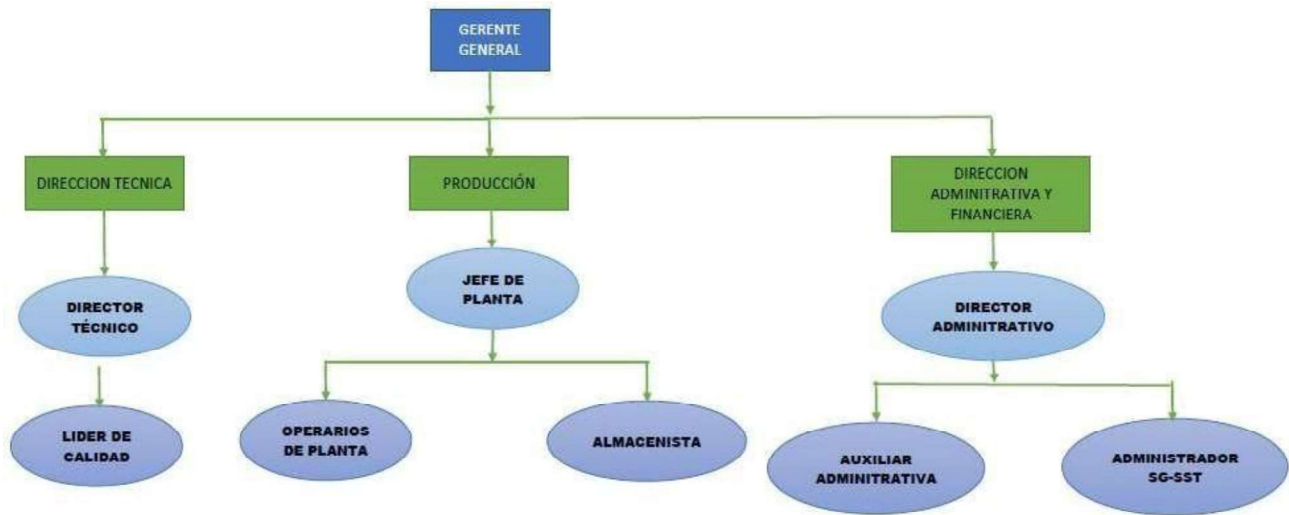 GERENTE
GENERAL
DIRECCION TECNICA
PRODUCCIÓN
DIRECCION
ADMINITRATIVA Y
FINANCIERA
DIRECTOR
TÉCNICO
JEFE DE
PLANTA
DIRECTOR
ADMINITRATIVO
LIDER DE
CALIDAD
OPERARIOS
DE PLANTA
ALMACENISTA
AUXILIAR
ADMINITRATIVA
ADMINISTRADOR
SG-SST